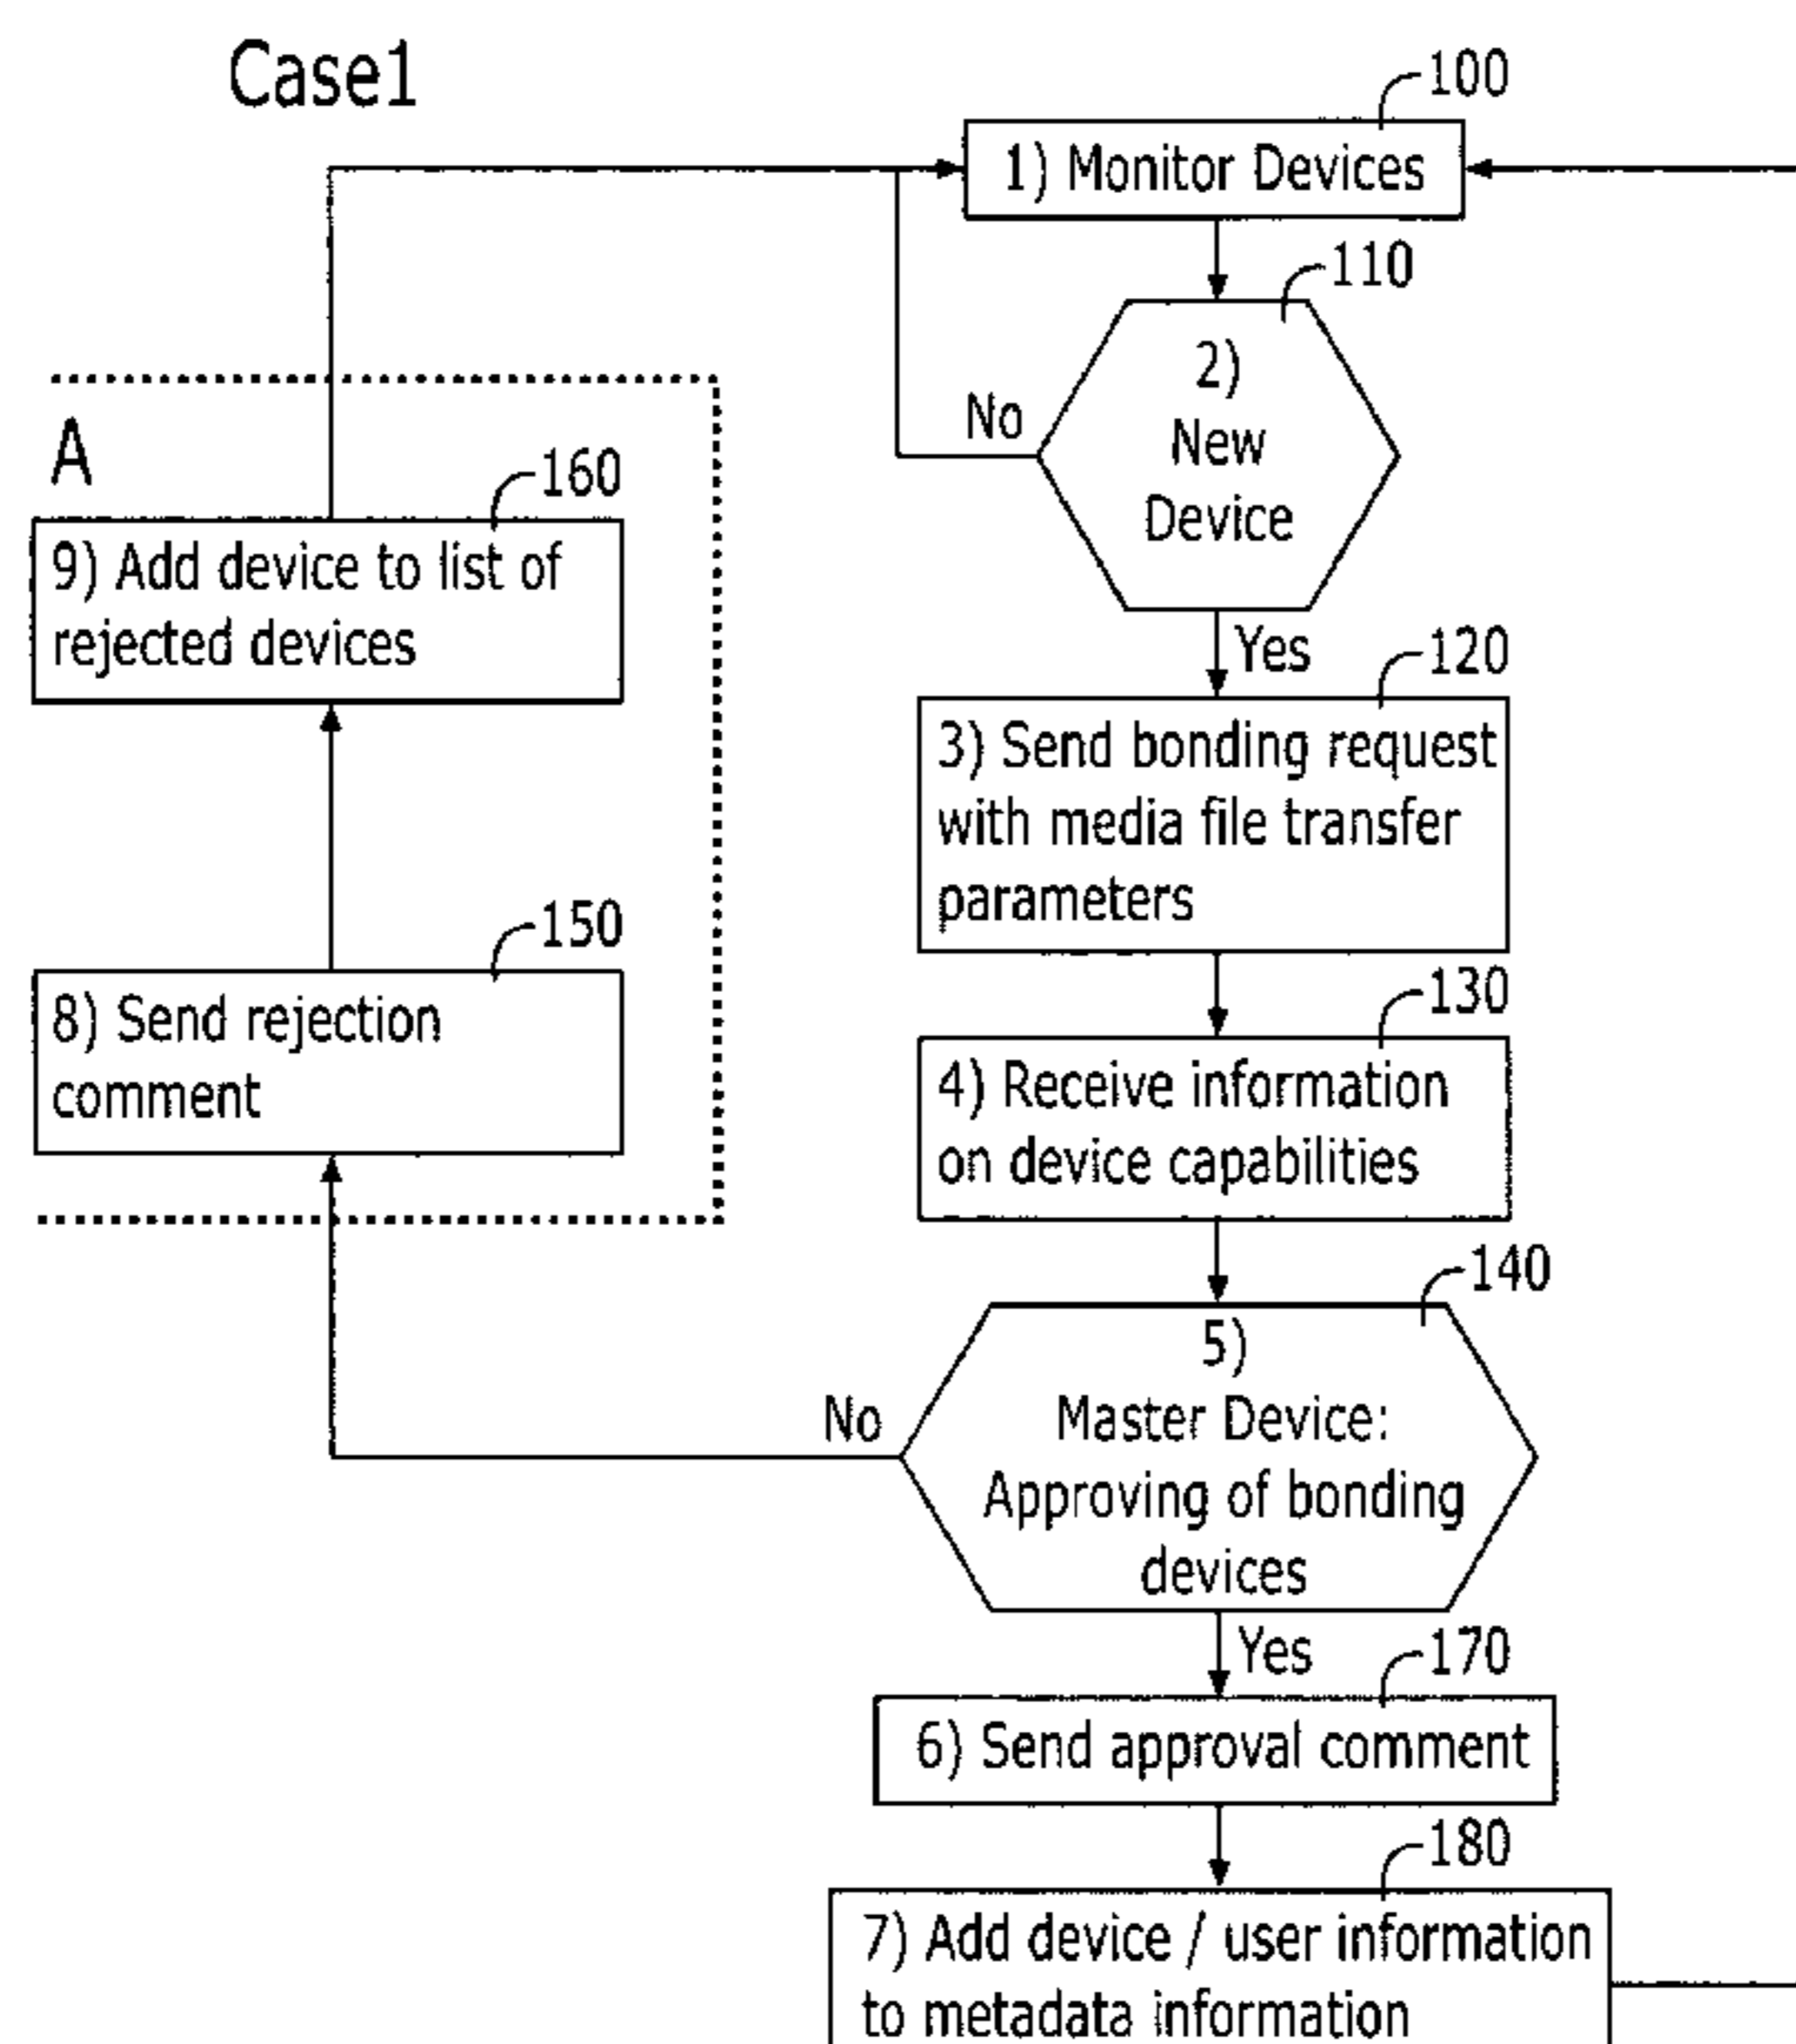 Case1
100
1) Monitor Devices
110
2)
New
Device
No
Yes
120
3) Send bonding request
with media file transfer
parameters
130
4) Receive information
on device capabilities
140
5)
Master Device:
Approving of bonding
devices
No
Yes
A
160
9) Add device to list of
rejected devices
150
8) Send rejection
comment
170
6) Send approval comment
180
7) Add device / user information
to metadata information